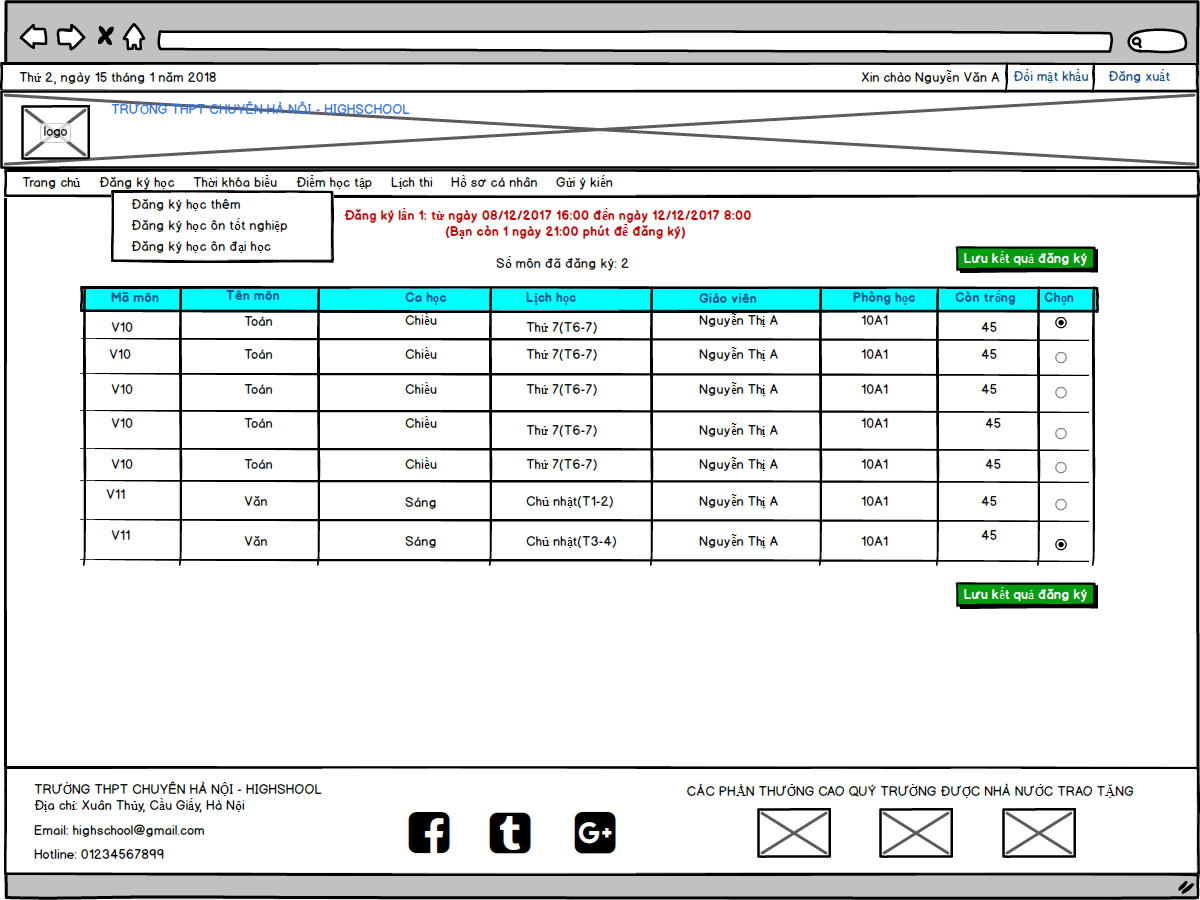 Thứ 2, ngày 15 tháng 1 năm 2018 Xin chào Nguyễn Văn A Đổi mật khẩu Đăng xuất
TRƯỜNG THPT CHUYÊN HÀ NỘI - HIGHSCHOOL
logo
Trang chủ Đăng ký học Thời khóa biểu Điểm học tập Lịch thi Hồ sơ cá nhân Gửi ý kiến
Đăng ký học thêm
Đăng ký học ôn tốt nghiệp
Đăng ký học ôn đại học
Đăng ký lần 1: từ ngày 08/12/2017 16:00 đến ngày 12/12/2017 8:00
(Bạn còn 1 ngày 21:00 phút để đăng ký)
Số môn đã đăng ký: 2
Lưu kết quả đăng ký
Mã môn Tên môn Ca học Lịch học Giáo viên Phòng học Còn trống Chọn
V10 Toán Chiều Thứ 7(T6-7) Nguyễn Thị A 10A1 45
V10 Toán Chiều Thứ 7(T6-7) Nguyễn Thị A 10A1 45
V10 Toán Chiều Thứ 7(T6-7) Nguyễn Thị A 10A1 45
V10 Toán Chiều Thứ 7(T6-7) Nguyễn Thị A 10A1 45
V10 Toán Chiều Thứ 7(T6-7) Nguyễn Thị A 10A1 45
V11 Văn Sáng Chủ nhật(T1-2) Nguyễn Thị A 10A1 45
V11 Văn Sáng Chủ nhật(T3-4) Nguyễn Thị A 10A1 45
Lưu kết quả đăng ký
TRƯỜNG THPT CHUYÊN HÀ NỘI - HIGHSHOOL
Địa chỉ: Xuân Thủy, Cầu Giấy, Hà Nội
Email: highschool@gmail.com
Hotline: 01234567899
f t G+
CÁC PHẦN THƯỞNG CAO QUÝ TRƯỜNG ĐƯỢC NHÀ NƯỚC TRAO TẶNG